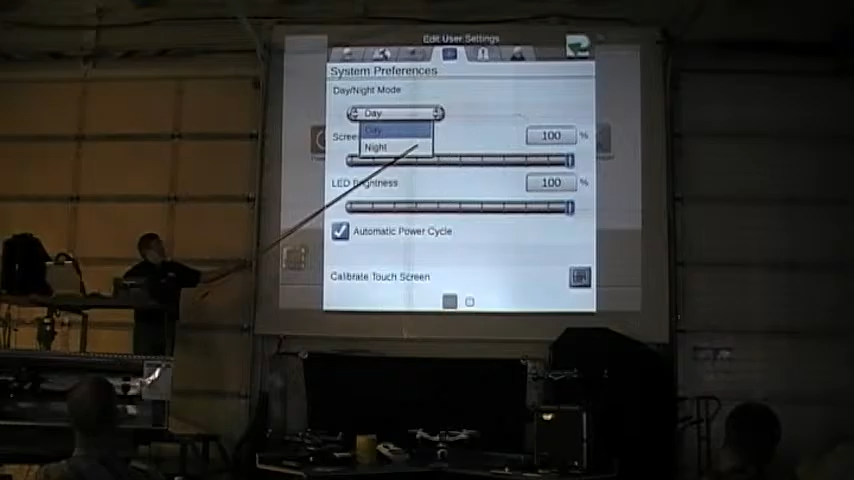 Edit User Settings
System Preferences
Day/Night Mode
Day
Day
Night
Scree
100 %
LED Brightness
100 %
Automatic Power Cycle
Calibrate Touch Screen